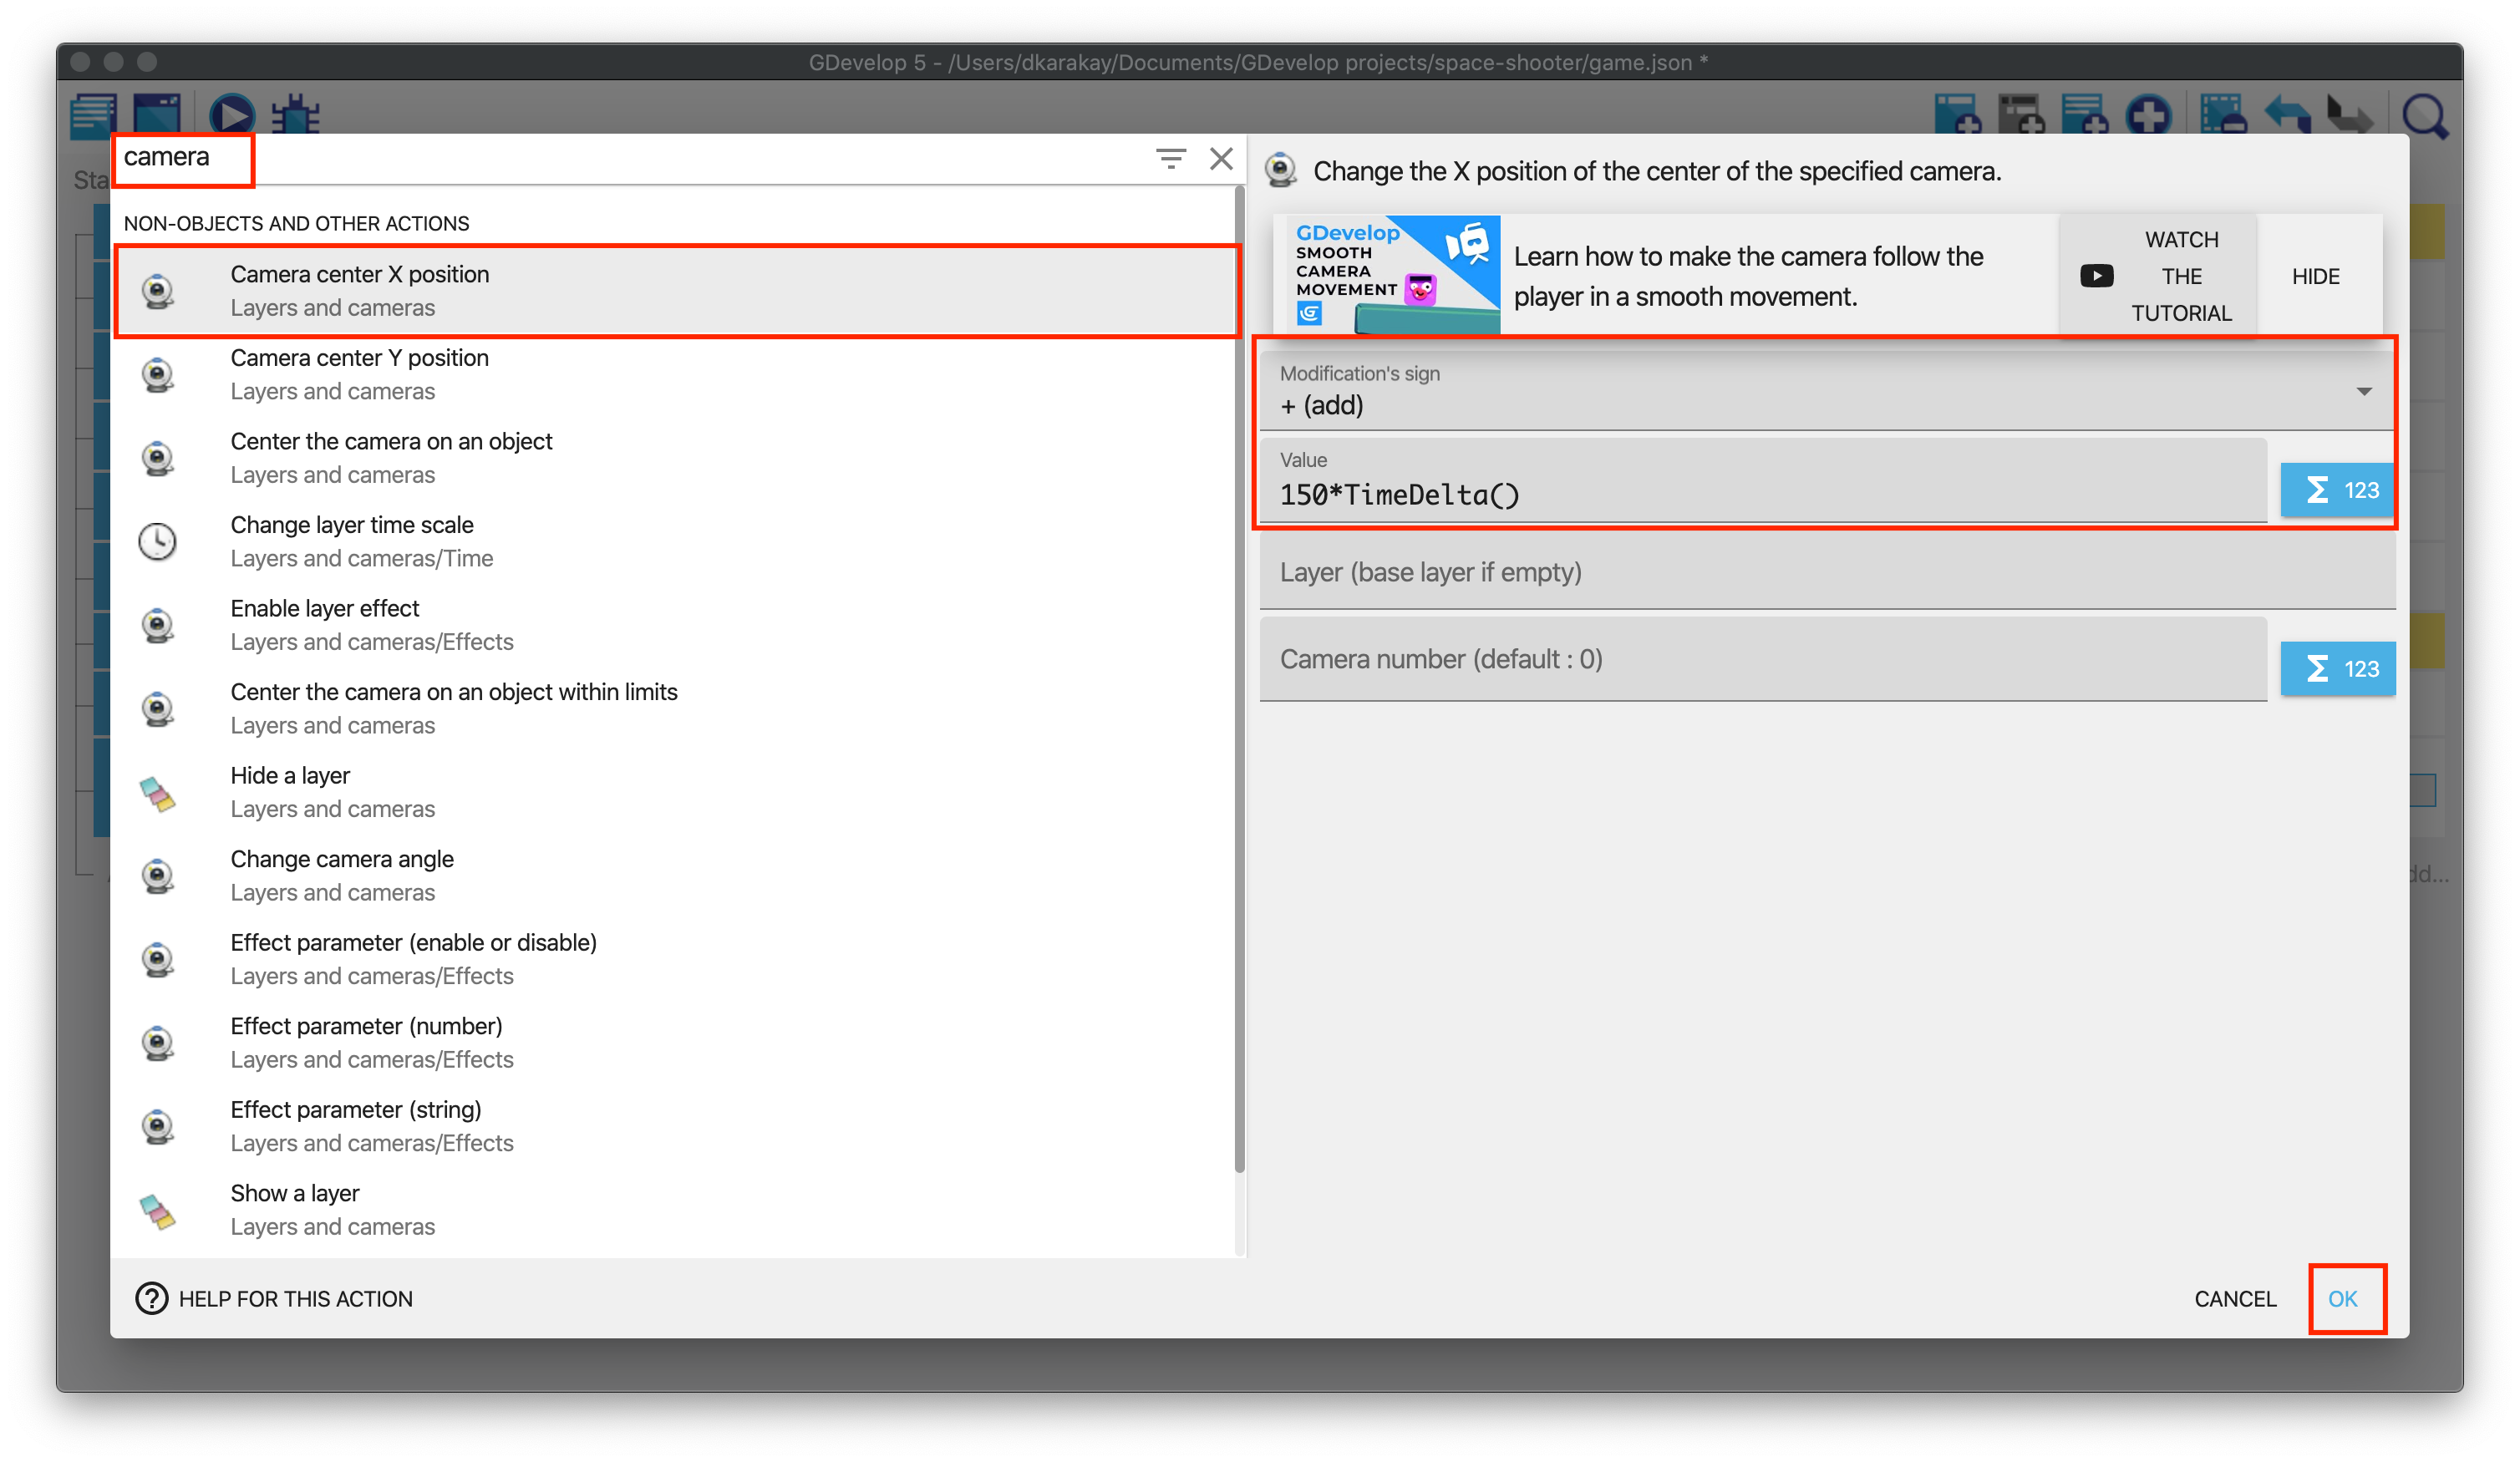 GDevelop 5 - /Users/dkarakay/Documents/GDevelop projects/space-shooter/game.json *
Sta
camera
NON-OBJECTS AND OTHER ACTIONS
Camera center X position
Layers and cameras
Camera center Y position
Layers and cameras
Center the camera on an object
Layers and cameras
Change layer time scale
Layers and cameras/Time
Enable layer effect
Layers and cameras/Effects
Center the camera on an object within limits
Layers and cameras
Hide a layer
Layers and cameras
Change camera angle
Layers and cameras
Effect parameter (enable or disable)
Layers and cameras/Effects
Effect parameter (number)
Layers and cameras/Effects
Effect parameter (string)
Layers and cameras/Effects
Show a layer
Layers and cameras
HELP FOR THIS ACTION
Change the X position of the center of the specified camera.
GDevelop
SMOOTH
CAMERA
MOVEMENT
Learn how to make the camera follow the
player in a smooth movement.
WATCH
THE
TUTORIAL
HIDE
Modification's sign
+ (add)
Value
150*TimeDelta()
Σ 123
Layer (base layer if empty)
Camera number (default : 0)
Σ 123
dd...
CANCEL
OK